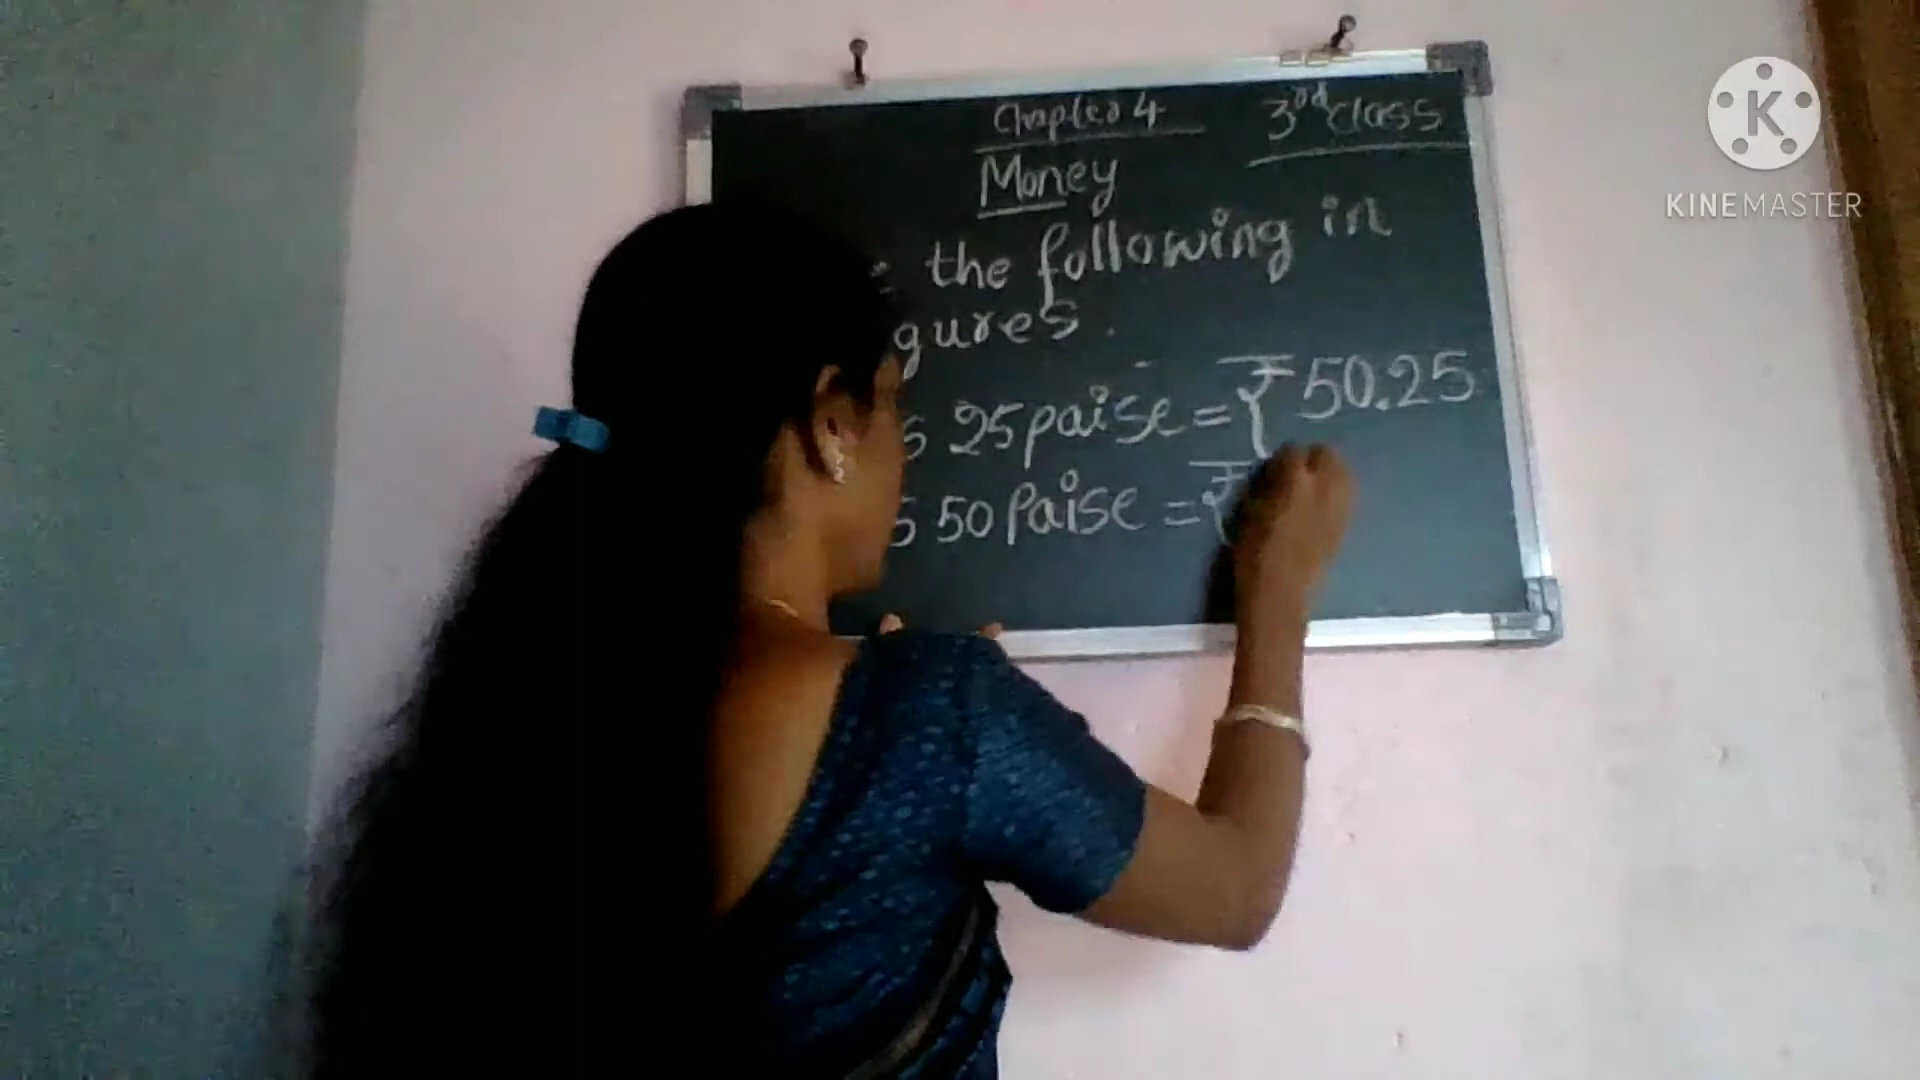 Chapter 4
3rd class
Money
the following in
gures.
s 25 paise = ₹ 50.25
s 50 Paise = ₹
K
KINEMASTER